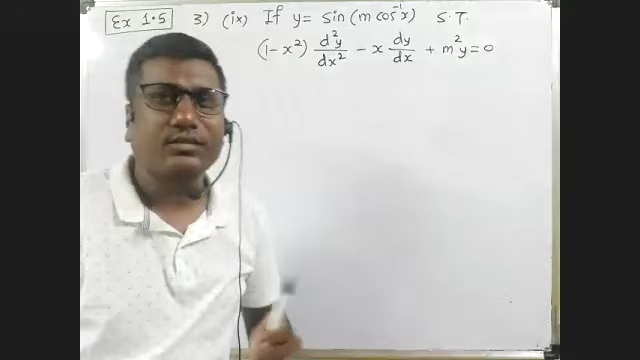 Ex 1.5 3) (ix) If y = sin (m cos⁻¹x) S.T.
(1 - x²) d²y/dx² - x dy/dx + m²y = 0